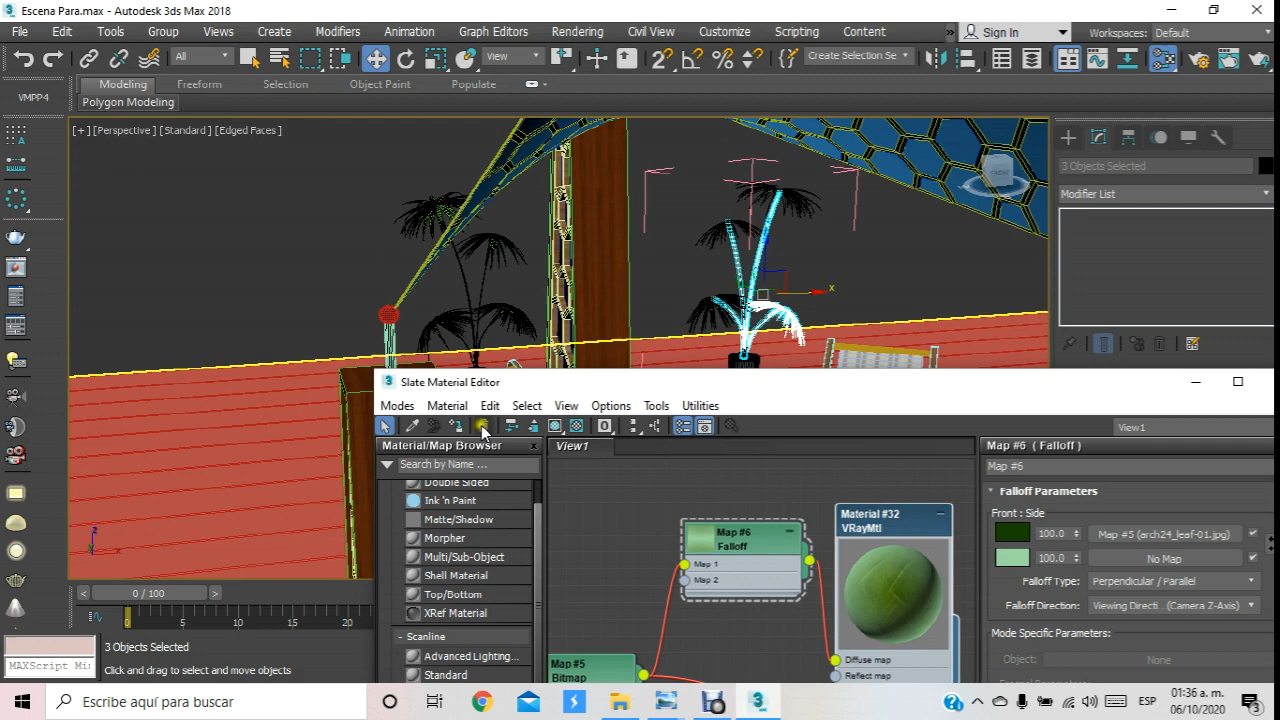 Escena Para.max - Autodesk 3ds Max 2018
File Edit Tools Group Views Create Modifiers Animation Graph Editors Rendering Civil View Customize Scripting Content » Sign In Workspaces: Default
All View Create Selection Se
VMPP4 Modeling Freeform Selection Object Paint Populate
Polygon Modeling
[+] [Perspective] [Standard] [Edged Faces]
3 Objects Selected
Modifier List
x
z
x
< 0 / 100 >
0 5 10 15 20
3 Objects Selected
MAXScript Mi
Click and drag to select and move objects
3 Slate Material Editor
Modes Material Edit Select View Options Tools Utilities
View1
Material/Map Browser x View1 Map #6 ( Falloff )
Search by Name ... Map #6
Double Sided
Ink 'n Paint
Matte/Shadow
Morpher
Multi/Sub-Object
Shell Material
Top/Bottom
XRef Material
- Scanline
Advanced Lighting...
Standard
Map #6
Falloff
Map 1
Map 2
Map #5
Bitmap
Material #32
VRayMtl
Diffuse map
Reflect map
Falloff Parameters
Front : Side
100.0 Map #5 (arch24_leaf-01.jpg)
100.0 No Map
Falloff Type: Perpendicular / Parallel
Falloff Direction: Viewing Directi...(Camera Z-Axis)
Mode Specific Parameters:
Object: None
Escribe aquí para buscar
ESP
01:36 a. m.
06/10/2020
3